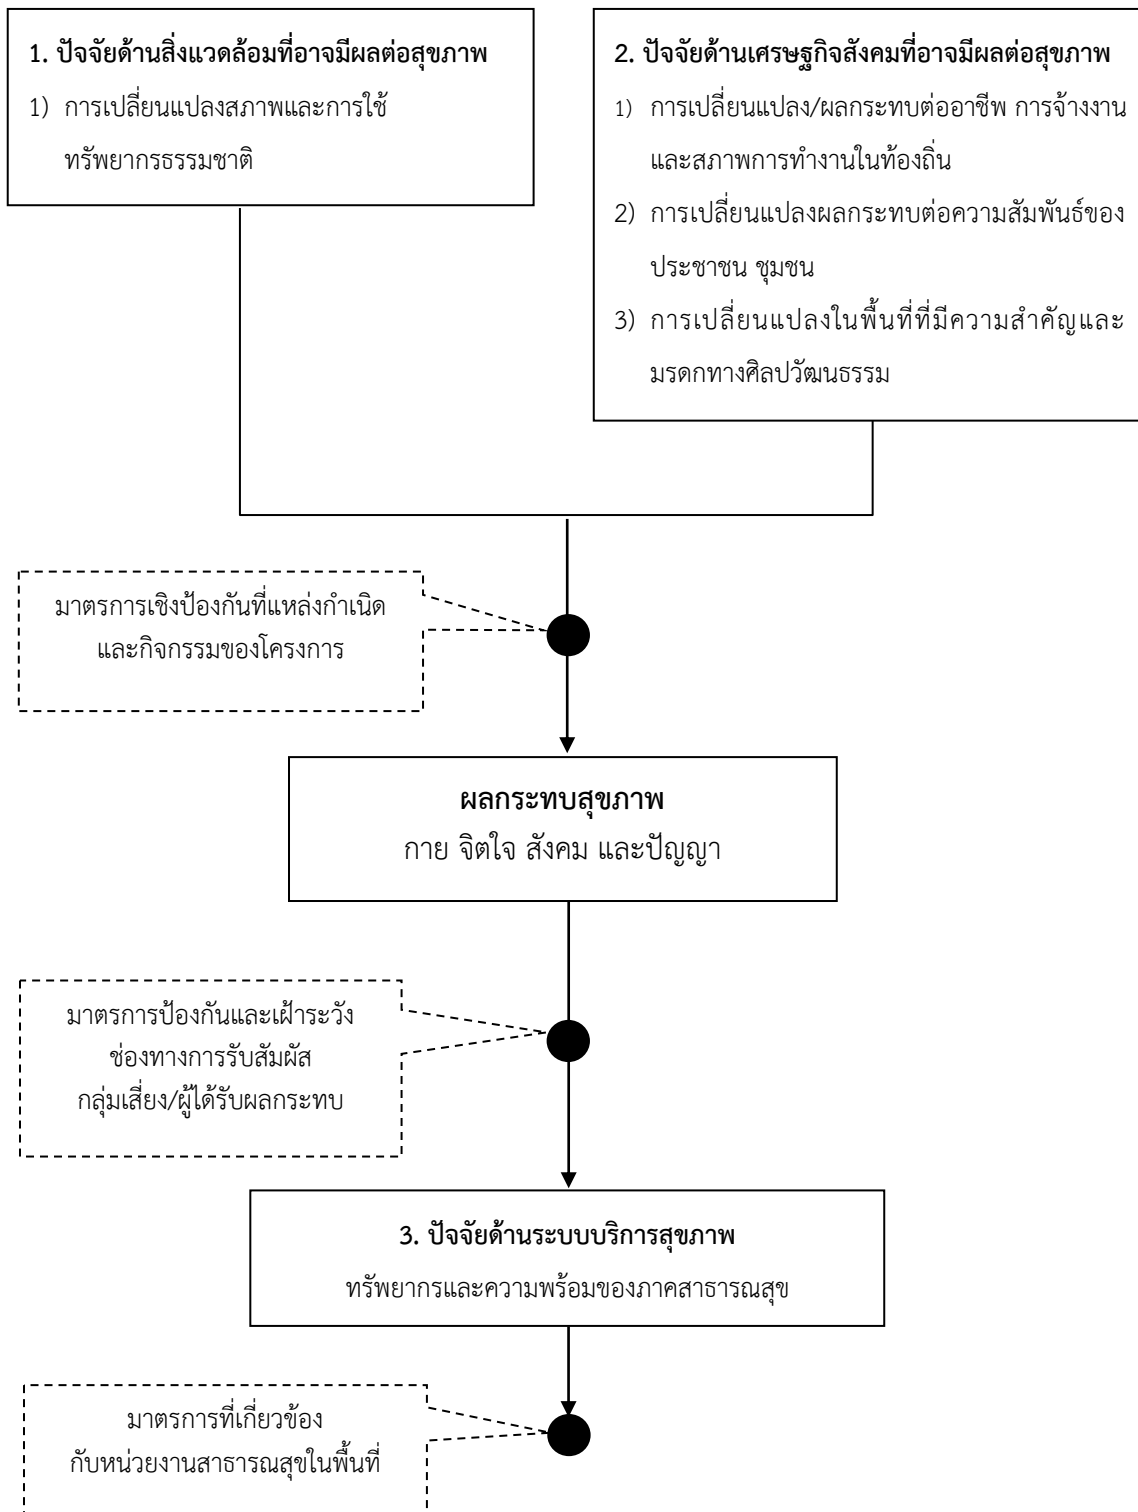 1. ปัจจัยด้านสิ่งแวดล้อมที่อาจมีผลต่อสุขภาพ
1) การเปลี่ยนแปลงสภาพและการใช้
ทรัพยากรธรรมชาติ
2. ปัจจัยด้านเศรษฐกิจสังคมที่อาจมีผลต่อสุขภาพ
1) การเปลี่ยนแปลง/ผลกระทบต่ออาชีพ การจ้างงาน
และสภาพการทำงานในท้องถิ่น
2) การเปลี่ยนแปลงผลกระทบต่อความสัมพันธ์ของ
ประชาชน ชุมชน
3) การเปลี่ยนแปลงในพื้นที่ที่มีความสำคัญและ
มรดกทางศิลปวัฒนธรรม
มาตรการเชิงป้องกันที่แหล่งกำเนิด
และกิจกรรมของโครงการ
ผลกระทบสุขภาพ
กาย จิตใจ สังคม และปัญญา
มาตรการป้องกันและเฝ้าระวัง
ช่องทางการรับสัมผัส
กลุ่มเสี่ยง/ผู้ได้รับผลกระทบ
3. ปัจจัยด้านระบบบริการสุขภาพ
ทรัพยากรและความพร้อมของภาคสาธารณสุข
มาตรการที่เกี่ยวข้อง
กับหน่วยงานสาธารณสุขในพื้นที่